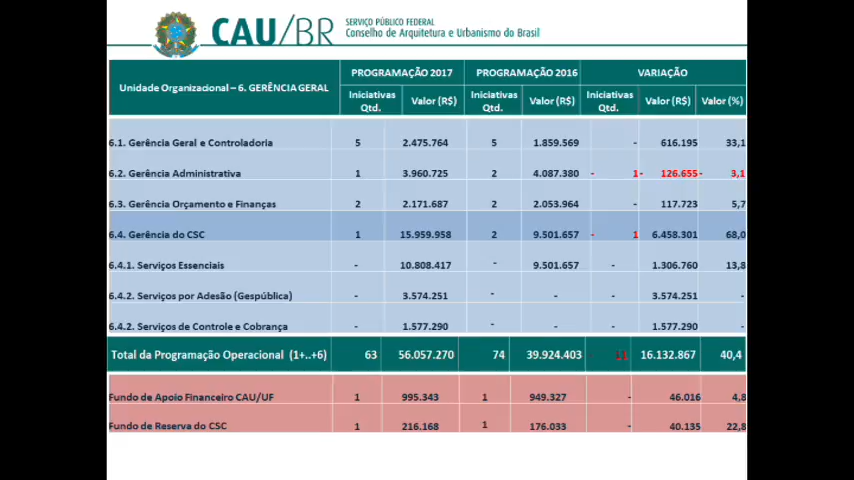 CAU/BR
SERVIÇO PÚBLICO FEDERAL
Conselho de Arquitetura e Urbanismo do Brasil
Unidade Organizacional – 6. GERÊNCIA GERAL PROGRAMAÇÃO 2017 PROGRAMAÇÃO 2016 VARIAÇÃO
Iniciativas Qtd. Valor (R$) Iniciativas Qtd. Valor (R$) Iniciativas Qtd. Valor (R$) Valor (%)
6.1. Gerência Geral e Controladoria 5 2.475.764 5 1.859.569 - 616.195 33,1
6.2. Gerência Administrativa 1 3.960.725 2 4.087.380 - 1 - 126.655 - 3,1
6.3. Gerência Orçamento e Finanças 2 2.171.687 2 2.053.964 - 117.723 5,7
6.4. Gerência do CSC 1 15.959.958 2 9.501.657 - 1 6.458.301 68,0
6.4.1. Serviços Essenciais - 10.808.417 - 9.501.657 - 1.306.760 13,8
6.4.2. Serviços por Adesão (Gespública) - 3.574.251 - - - 3.574.251 -
6.4.2. Serviços de Controle e Cobrança - 1.577.290 - - - 1.577.290 -
Total da Programação Operacional (1+..+6) 63 56.057.270 74 39.924.403 - 11 16.132.867 40,4
Fundo de Apoio Financeiro CAU/UF 1 995.343 1 949.327 - 46.016 4,8
Fundo de Reserva do CSC 1 216.168 1 176.033 - 40.135 22,8